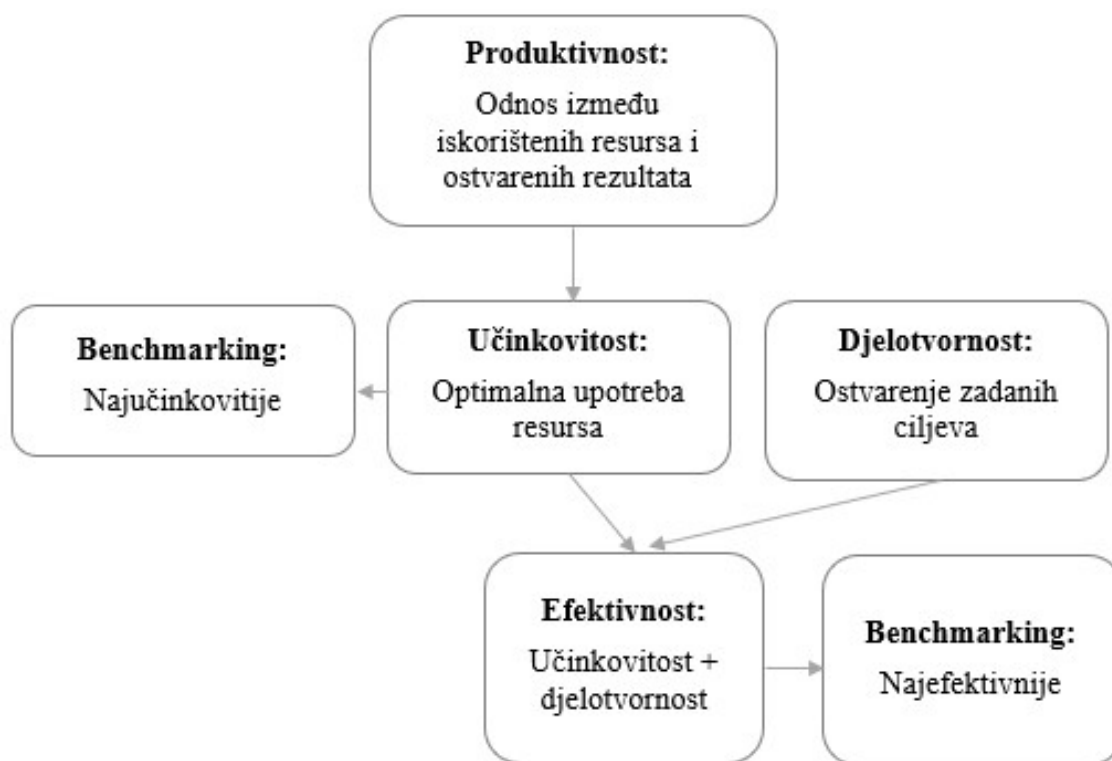 Produktivnost:
Odnos između
iskorištenih resursa i
ostvarenih rezultata
Benchmarking:
Najučinkovitije
Učinkovitost:
Optimalna upotreba
resursa
Djelotvornost:
Ostvarenje zadanih
ciljeva
Efektivnost:
Učinkovitost +
djelotvornost
Benchmarking:
Najefektivnije